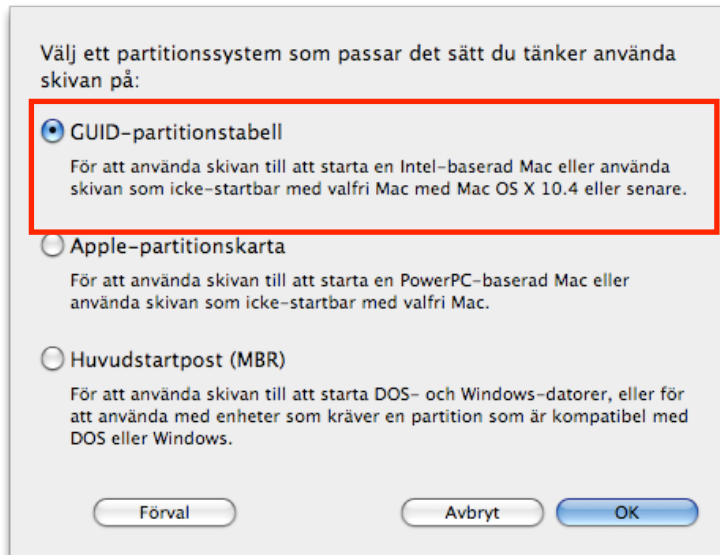 Välj ett partitionssystem som passar det sätt du tänker använda
skivan på:
GUID-partitionstabell
För att använda skivan till att starta en Intel-baserad Mac eller använda
skivan som icke-startbar med valfri Mac med Mac OS X 10.4 eller senare.
Apple-partitionskarta
För att använda skivan till att starta en PowerPC-baserad Mac eller
använda skivan som icke-startbar med valfri Mac.
Huvudstartpost (MBR)
För att använda skivan till att starta DOS- och Windows-datorer, eller för
att använda med enheter som kräver en partition som är kompatibel med
DOS eller Windows.
Förval Avbryt OK